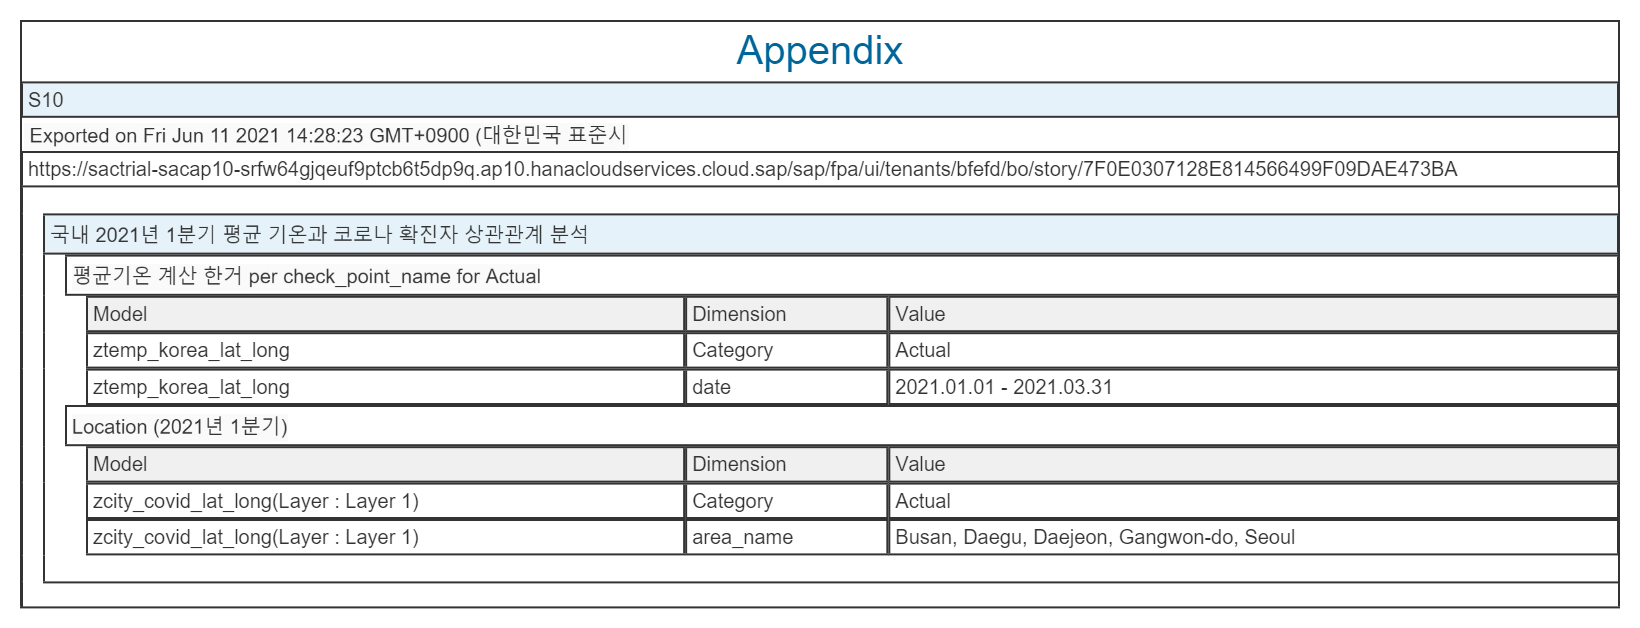 Appendix
S10
Exported on Fri Jun 11 2021 14:28:23 GMT+0900 (대한민국 표준시
https://sactrial-sacap10-srfw64gjqeuf9ptcb6t5dp9q.ap10.hanacloudservices.cloud.sap/sap/fpa/ui/tenants/bfefd/bo/story/7F0E0307128E814566499F09DAE473BA
국내 2021년 1분기 평균 기온과 코로나 확진자 상관관계 분석
평균기온 계산 한거 per check_point_name for Actual
Model Dimension Value
ztemp_korea_lat_long Category Actual
ztemp_korea_lat_long date 2021.01.01 - 2021.03.31
Location (2021년 1분기)
Model Dimension Value
zcity_covid_lat_long(Layer : Layer 1) Category Actual
zcity_covid_lat_long(Layer : Layer 1) area_name Busan, Daegu, Daejeon, Gangwon-do, Seoul